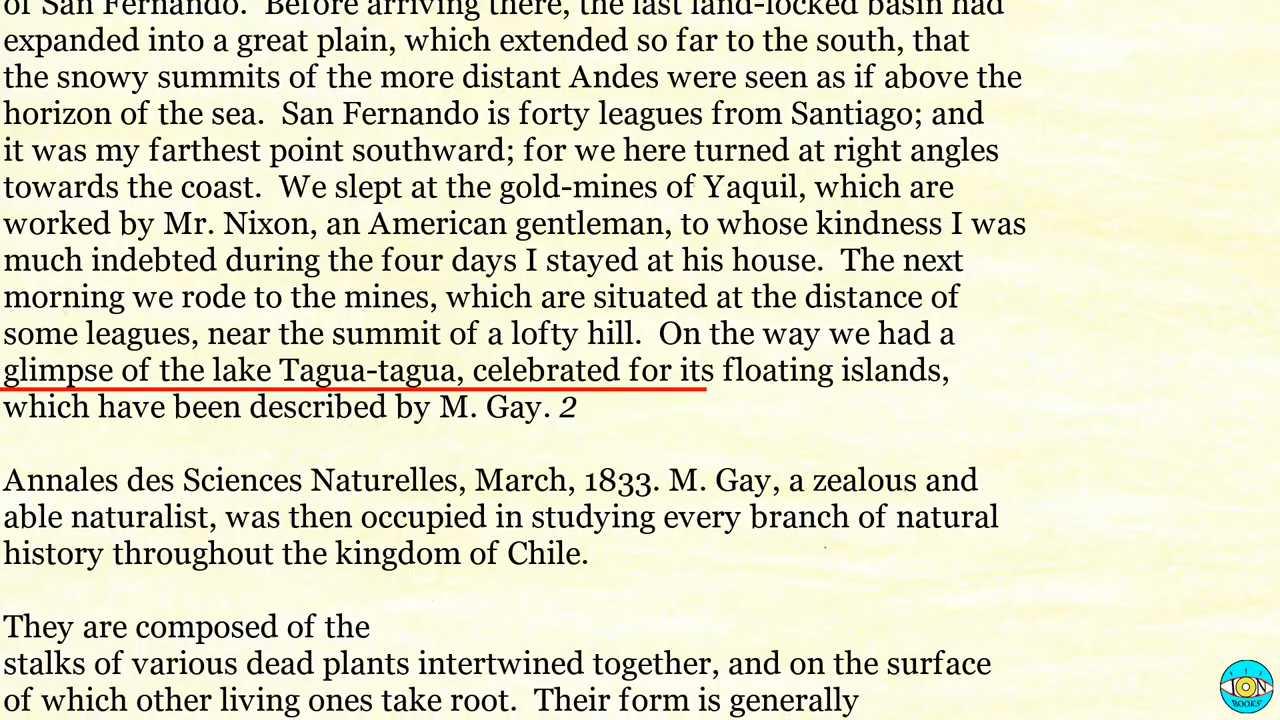 of San Fernando. Before arriving there, the last land-locked basin had
expanded into a great plain, which extended so far to the south, that
the snowy summits of the more distant Andes were seen as if above the
horizon of the sea. San Fernando is forty leagues from Santiago; and
it was my farthest point southward; for we here turned at right angles
towards the coast. We slept at the gold-mines of Yaquil, which are
worked by Mr. Nixon, an American gentleman, to whose kindness I was
much indebted during the four days I stayed at his house. The next
morning we rode to the mines, which are situated at the distance of
some leagues, near the summit of a lofty hill. On the way we had a
glimpse of the lake Tagua-tagua, celebrated for its floating islands,
which have been described by M. Gay. 2
Annales des Sciences Naturelles, March, 1833. M. Gay, a zealous and
able naturalist, was then occupied in studying every branch of natural
history throughout the kingdom of Chile.
They are composed of the
stalks of various dead plants intertwined together, and on the surface
of which other living ones take root. Their form is generally
ION
BOOKS